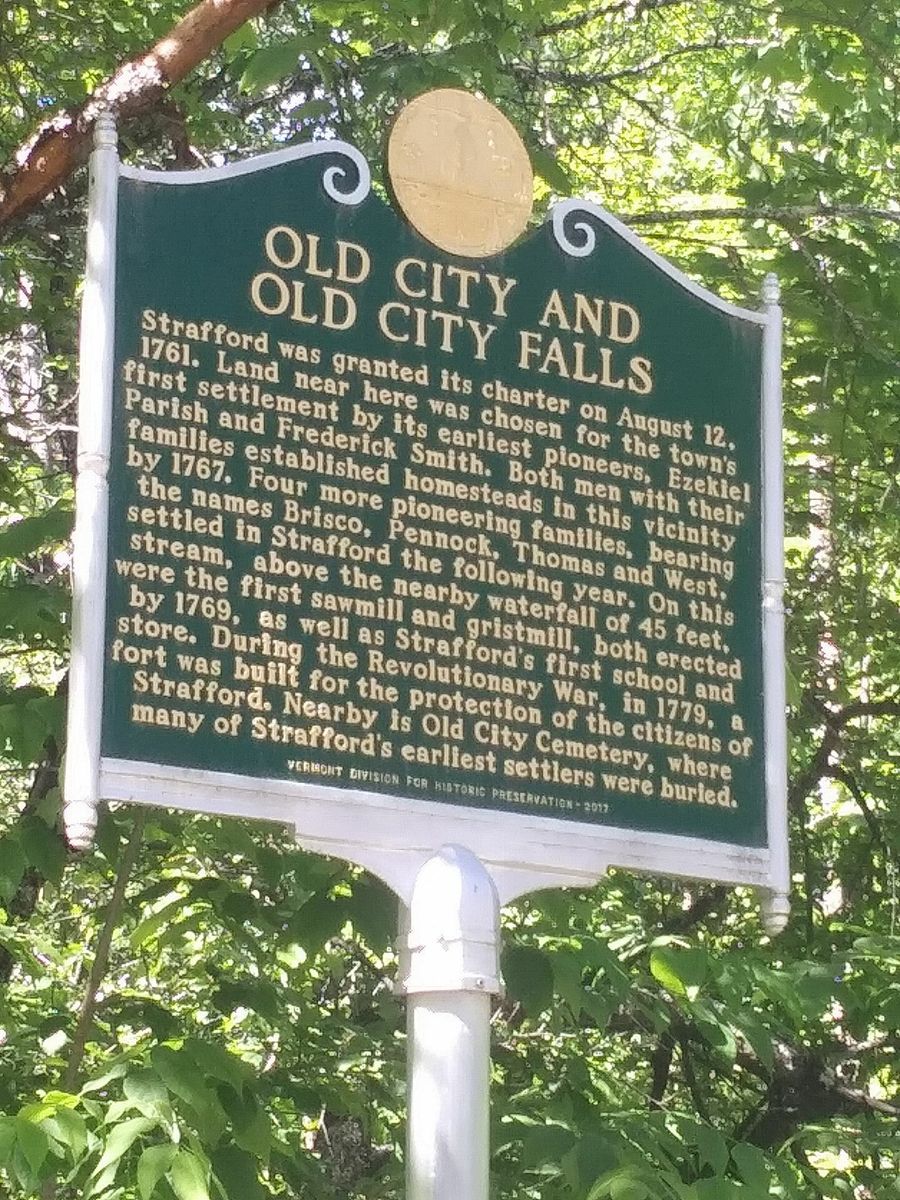 OLD CITY AND
OLD CITY FALLS
Strafford was granted its charter on August 12,
1761. Land near here was chosen for the town's
first settlement by its earliest pioneers, Ezekiel
Parish and Frederick Smith. Both men with their
families established homesteads in this vicinity
by 1767. Four more pioneering families, bearing
the names Brisco, Pennock, Thomas and West,
settled in Strafford the following year. On this
stream, above the nearby waterfall of 45 feet,
were the first sawmill and gristmill, both erected
by 1769, as well as Strafford's first school and
store. During the Revolutionary War, in 1779, a
fort was built for the protection of the citizens of
Strafford. Nearby is Old City Cemetery, where
many of Strafford's earliest settlers were buried.
VERMONT DIVISION FOR HISTORIC PRESERVATION - 2017